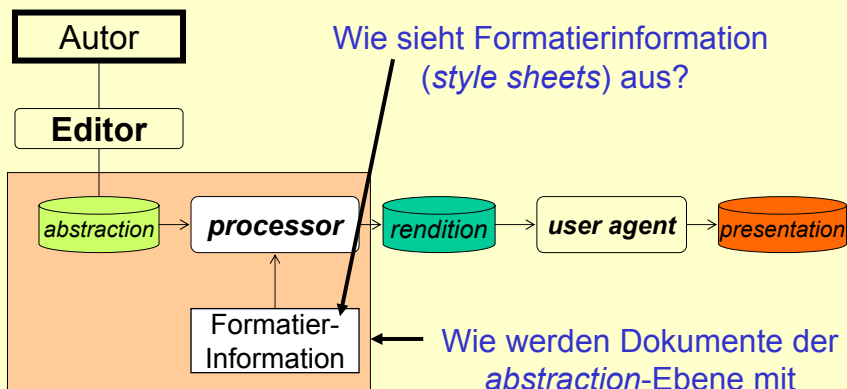 Autor
Wie sieht Formatierinformation
(style sheets) aus?
Editor
abstraction
processor
rendition
user agent
presentation
Formatier-
Information
Wie werden Dokumente der
abstraction-Ebene mit